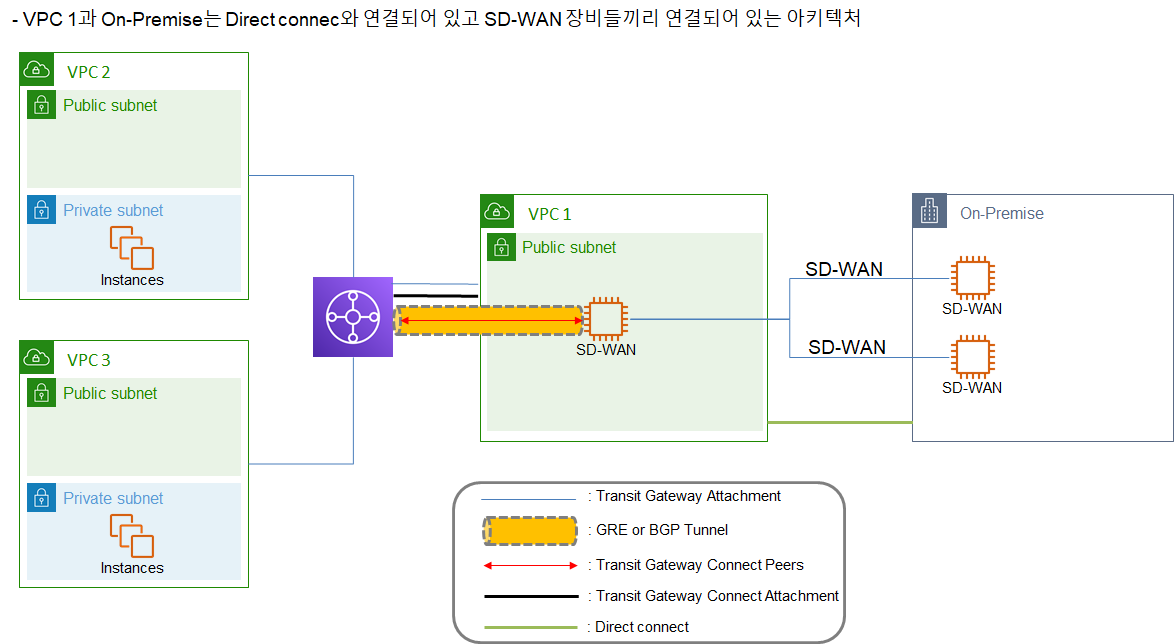 - VPC 1과 On-Premise는 Direct connec와 연결되어 있고 SD-WAN 장비들끼리 연결되어 있는 아키텍처
VPC 2
Public subnet
Private subnet
Instances
VPC 3
Public subnet
Private subnet
Instances
VPC 1
Public subnet
SD-WAN
SD-WAN
SD-WAN
On-Premise
SD-WAN
SD-WAN
: Transit Gateway Attachment
: GRE or BGP Tunnel
: Transit Gateway Connect Peers
: Transit Gateway Connect Attachment
: Direct connect